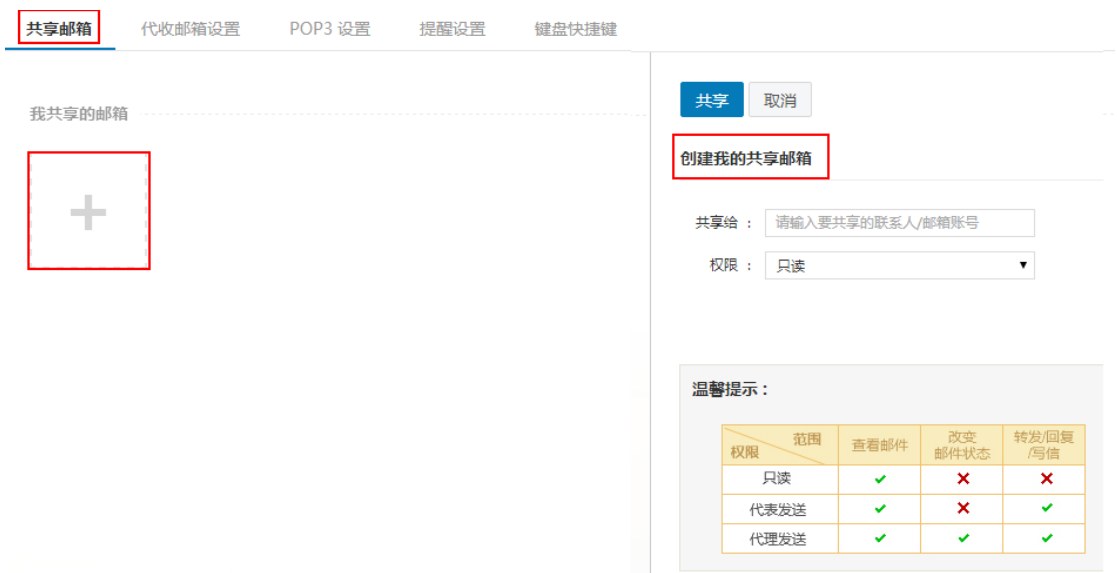 共享邮箱 代收邮箱设置 POP3 设置 提醒设置 键盘快捷键
我共享的邮箱
共享 取消
创建我的共享邮箱
共享给 : 请输入要共享的联系人/邮箱账号
权限 : 只读
温馨提示：
范围
权限
查看邮件
改变
邮件状态
转发/回复
/写信
只读 ✓ ✗ ✗
代表发送 ✓ ✗ ✓
代理发送 ✓ ✓ ✓